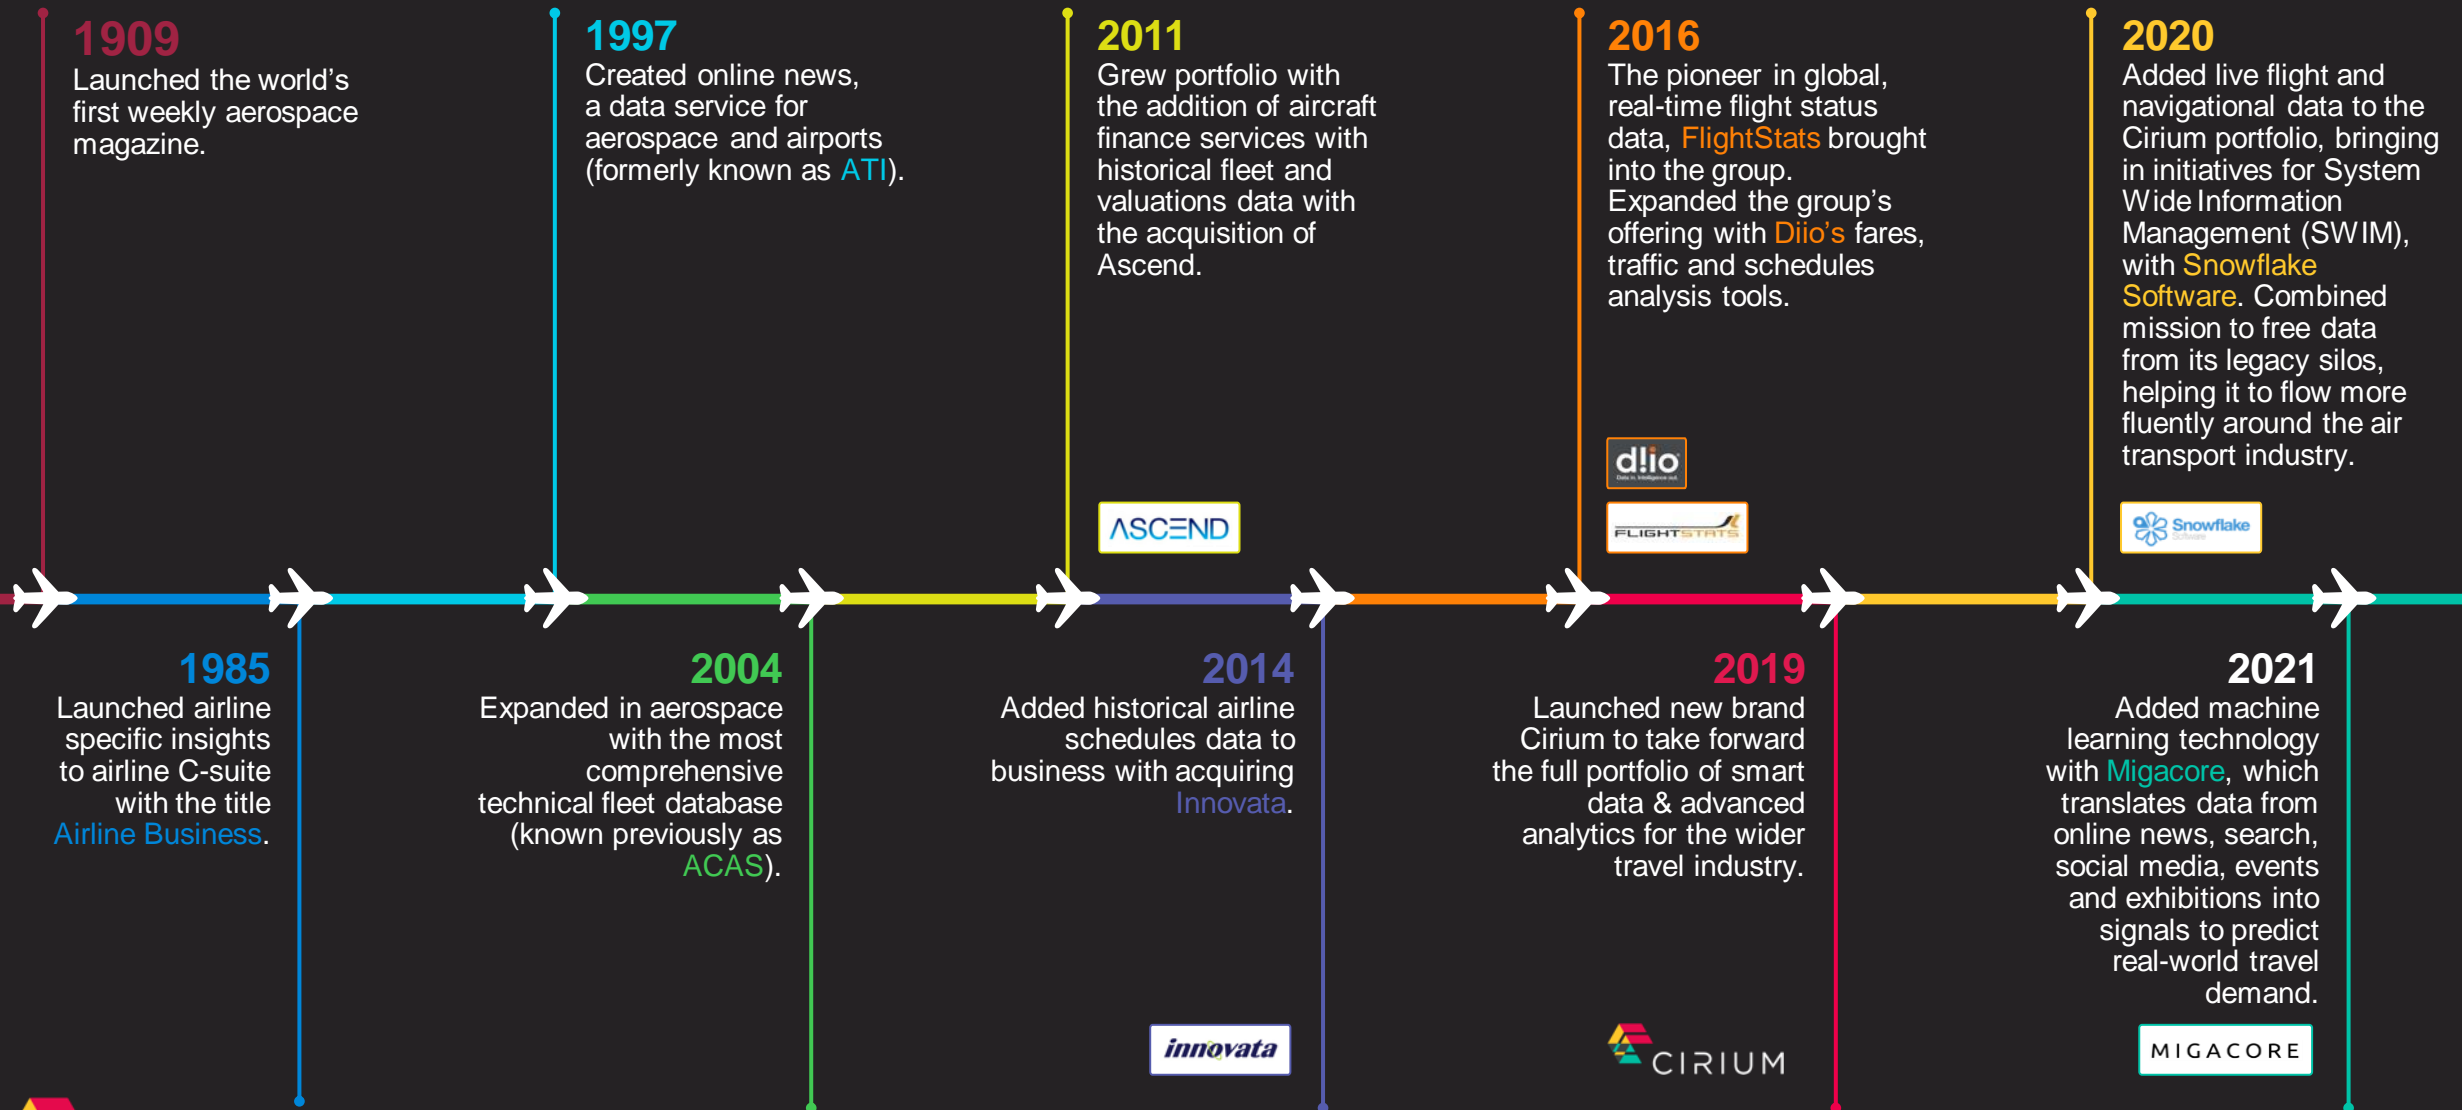 1909
Launched the world's
first weekly aerospace
magazine.
1997
Created online news,
a data service for
aerospace and airports
(formerly known as ATI).
2011
Grew portfolio with
the addition of aircraft
finance services with
historical fleet and
valuations data with
the acquisition of
Ascend.
ASCEND
2016
The pioneer in global,
real-time flight status
data, FlightStats brought
into the group.
Expanded the group's
offering with Diio's fares,
traffic and schedules
analysis tools.
d!io
Data in. Intelligence out.
FLIGHTSTATS
2020
Added live flight and
navigational data to the
Cirium portfolio, bringing
in initiatives for System
Wide Information
Management (SWIM),
with Snowflake
Software. Combined
mission to free data
from its legacy silos,
helping it to flow more
fluently around the air
transport industry.
Snowflake
Software
1985
Launched airline
specific insights
to airline C-suite
with the title
Airline Business.
2004
Expanded in aerospace
with the most
comprehensive
technical fleet database
(known previously as
ACAS).
2014
Added historical airline
schedules data to
business with acquiring
Innovata.
innovata
2019
Launched new brand
Cirium to take forward
the full portfolio of smart
data & advanced
analytics for the wider
travel industry.
CIRIUM
2021
Added machine
learning technology
with Migacore, which
translates data from
online news, search,
social media, events
and exhibitions into
signals to predict
real-world travel
demand.
MIGACORE